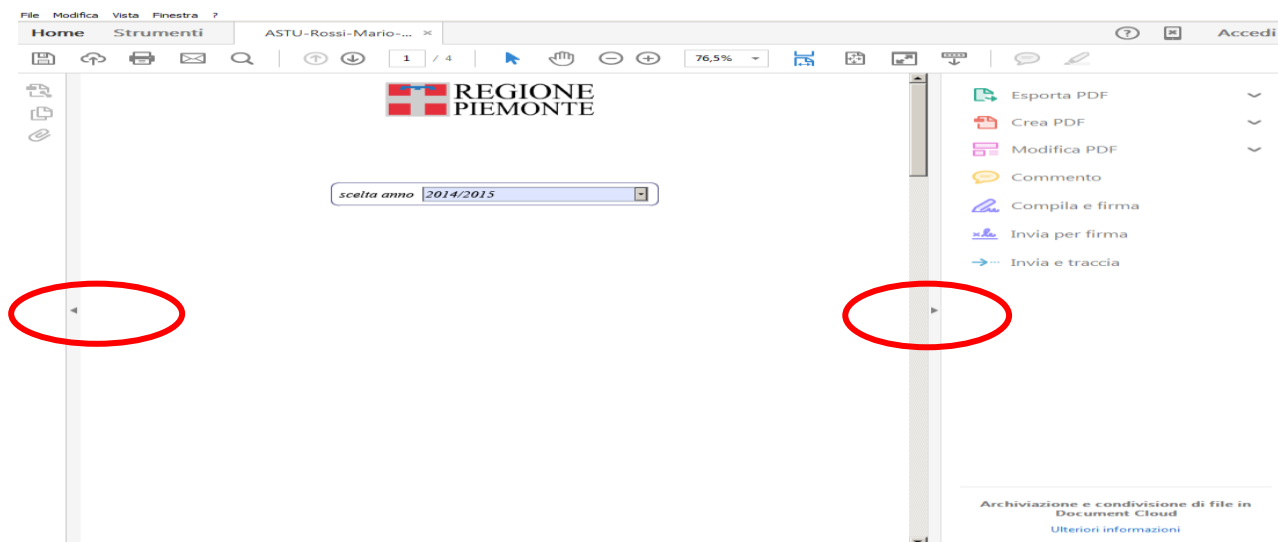 File Modifica Vista Finestra ?
Home Strumenti ASTU-Rossi-Mario-... × ? Accedi
1 / 4 76,5%
REGIONE
PIEMONTE
scelta anno 2014/2015
Esporta PDF
Crea PDF
Modifica PDF
Commento
Compila e firma
Invia per firma
Invia e traccia
Archiviazione e condivisione di file in
Document Cloud
Ulteriori informazioni